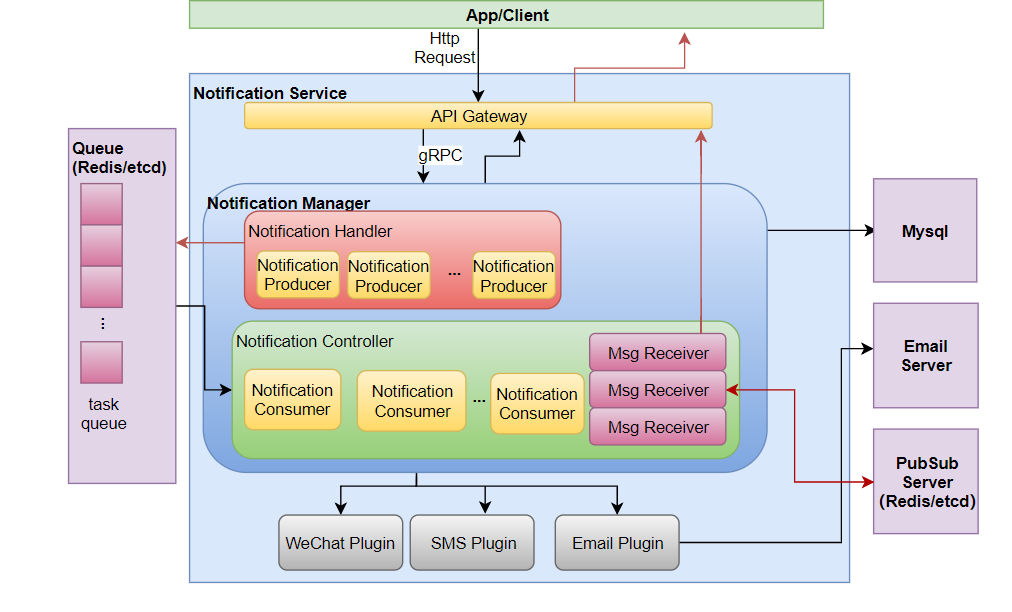 App/Client
Http
Request
Notification Service
API Gateway
gRPC
Queue
(Redis/etcd)
task
queue
Notification Manager
Notification Handler
Notification
Producer
Notification
Producer
...
Notification
Producer
Notification Controller
Notification
Consumer
Notification
Consumer
...
Notification
Consumer
Msg Receiver
Msg Receiver
Msg Receiver
WeChat Plugin
SMS Plugin
Email Plugin
Mysql
Email
Server
PubSub
Server
(Redis/etcd)